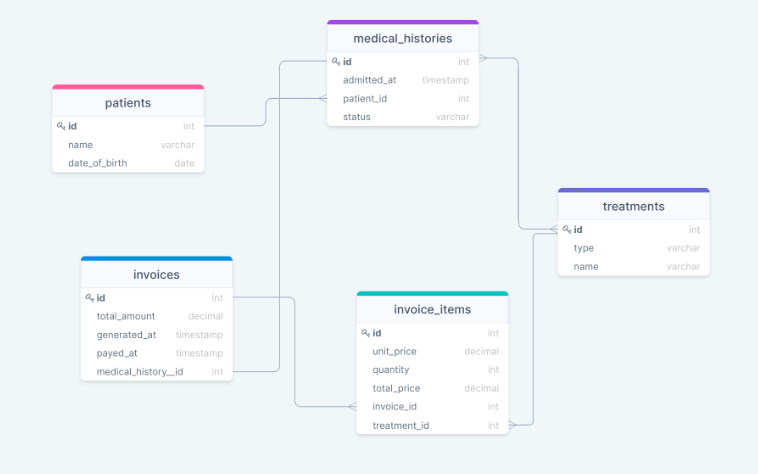 medical_histories
id int
admitted_at timestamp
patient_id int
status varchar
patients
id int
name varchar
date_of_birth date
treatments
id int
type varchar
name varchar
invoices
id int
total_amount decimal
generated_at timestamp
payed_at timestamp
medical_history__id int
invoice_items
id int
unit_price decimal
quantity int
total_price decimal
invoice_id int
treatment_id int